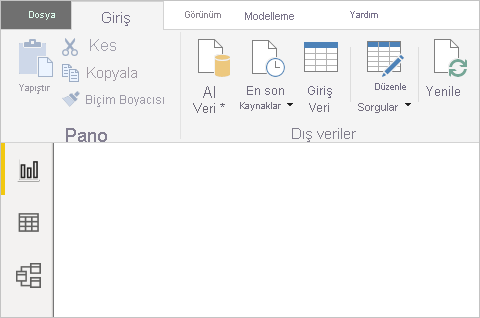 Dosya Giriş Görünüm Modelleme Yardım
Yapıştır
Kes
Kopyala
Biçim Boyacısı
Pano
Al
Veri *
En son
Kaynaklar
Giriş
Veri
Düzenle
Sorgular
Yenile
Dış veriler